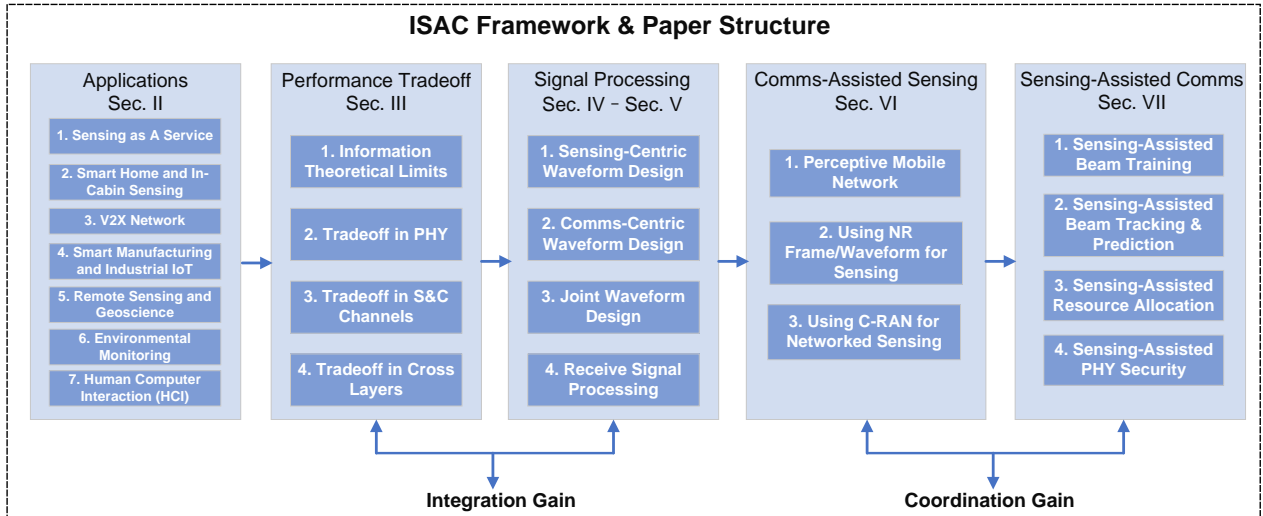 ISAC Framework & Paper Structure
Applications
Sec. II
1. Sensing as A Service
2. Smart Home and In-
Cabin Sensing
3. V2X Network
4. Smart Manufacturing
and Industrial IoT
5. Remote Sensing and
Geoscience
6. Environmental
Monitoring
7. Human Computer
Interaction (HCI)
Performance Tradeoff
Sec. III
1. Information
Theoretical Limits
2. Tradeoff in PHY
3. Tradeoff in S&C
Channels
4. Tradeoff in Cross
Layers
Signal Processing
Sec. IV – Sec. V
1. Sensing-Centric
Waveform Design
2. Comms-Centric
Waveform Design
3. Joint Waveform
Design
4. Receive Signal
Processing
Comms-Assisted Sensing
Sec. VI
1. Perceptive Mobile
Network
2. Using NR
Frame/Waveform for
Sensing
3. Using C-RAN for
Networked Sensing
Sensing-Assisted Comms
Sec. VII
1. Sensing-Assisted
Beam Training
2. Sensing-Assisted
Beam Tracking &
Prediction
3. Sensing-Assisted
Resource Allocation
4. Sensing-Assisted
PHY Security
Integration Gain
Coordination Gain